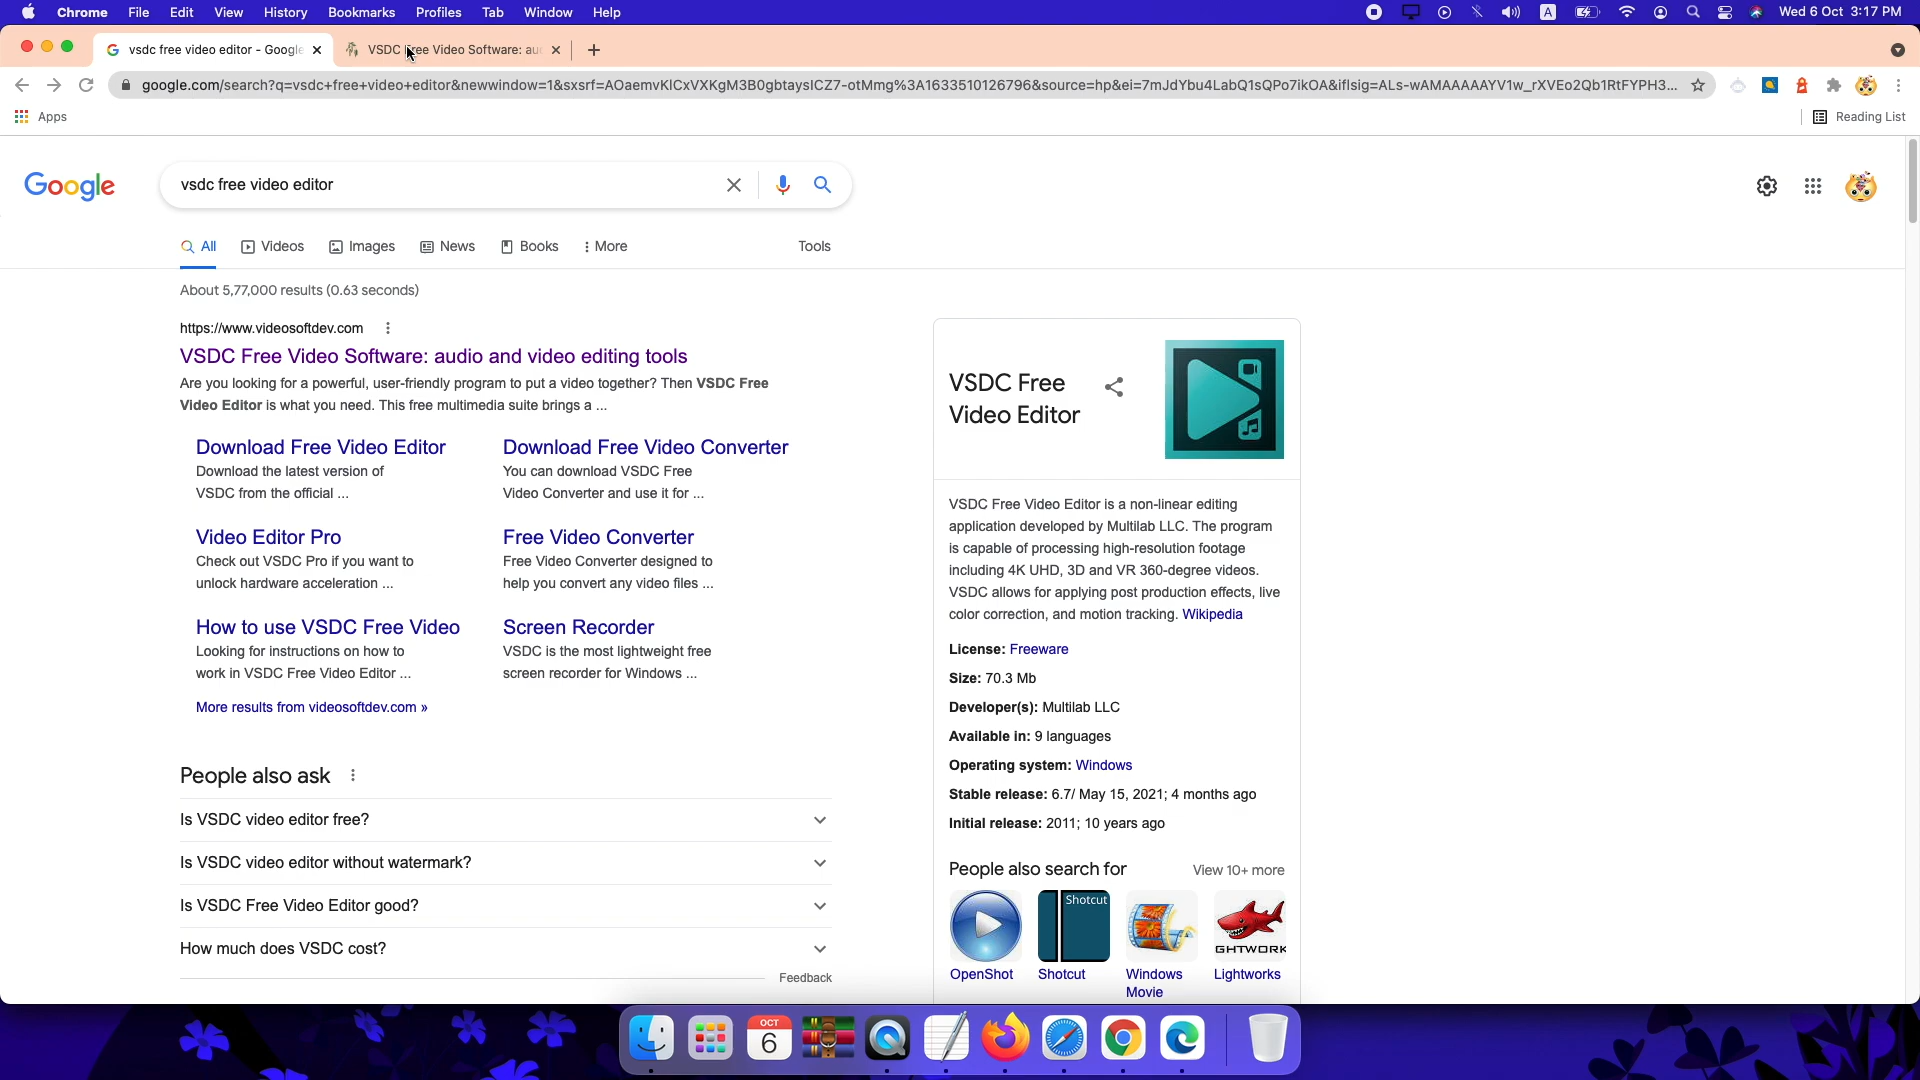 Chrome File Edit View History Bookmarks Profiles Tab Window Help A Wed 6 Oct 3:17 PM
vsdc free video editor - Google
VSDC Free Video Software: au
google.com/search?q=vsdc+free+video+editor&newwindow=1&sxsrf=AOaemvKlCxVXKgM3B0gbtayslCZ7-otMmg%3A1633510126796&source=hp&ei=7mJdYbu4LabQ1sQPo7ikOA&iflsig=ALs-wAMAAAAAYV1w_rXVEo2Qb1RtFYPH3...
Apps
Reading List
Google
vsdc free video editor
All Videos Images News Books More Tools
About 5,77,000 results (0.63 seconds)
https://www.videosoftdev.com
VSDC Free Video Software: audio and video editing tools
Are you looking for a powerful, user-friendly program to put a video together? Then VSDC Free
Video Editor is what you need. This free multimedia suite brings a ...
Download Free Video Editor
Download the latest version of
VSDC from the official ...
Download Free Video Converter
You can download VSDC Free
Video Converter and use it for ...
Video Editor Pro
Check out VSDC Pro if you want to
unlock hardware acceleration ...
Free Video Converter
Free Video Converter designed to
help you convert any video files ...
How to use VSDC Free Video
Looking for instructions on how to
work in VSDC Free Video Editor ...
Screen Recorder
VSDC is the most lightweight free
screen recorder for Windows ...
More results from videosoftdev.com »
People also ask
Is VSDC video editor free?
Is VSDC video editor without watermark?
Is VSDC Free Video Editor good?
How much does VSDC cost?
Feedback
VSDC Free
Video Editor
VSDC Free Video Editor is a non-linear editing
application developed by Multilab LLC. The program
is capable of processing high-resolution footage
including 4K UHD, 3D and VR 360-degree videos.
VSDC allows for applying post production effects, live
color correction, and motion tracking. Wikipedia
License: Freeware
Size: 70.3 Mb
Developer(s): Multilab LLC
Available in: 9 languages
Operating system: Windows
Stable release: 6.7/ May 15, 2021; 4 months ago
Initial release: 2011; 10 years ago
People also search for
View 10+ more
Shotcut
GHTWORK
OpenShot
Shotcut
Windows
Movie
Lightworks
OCT
6